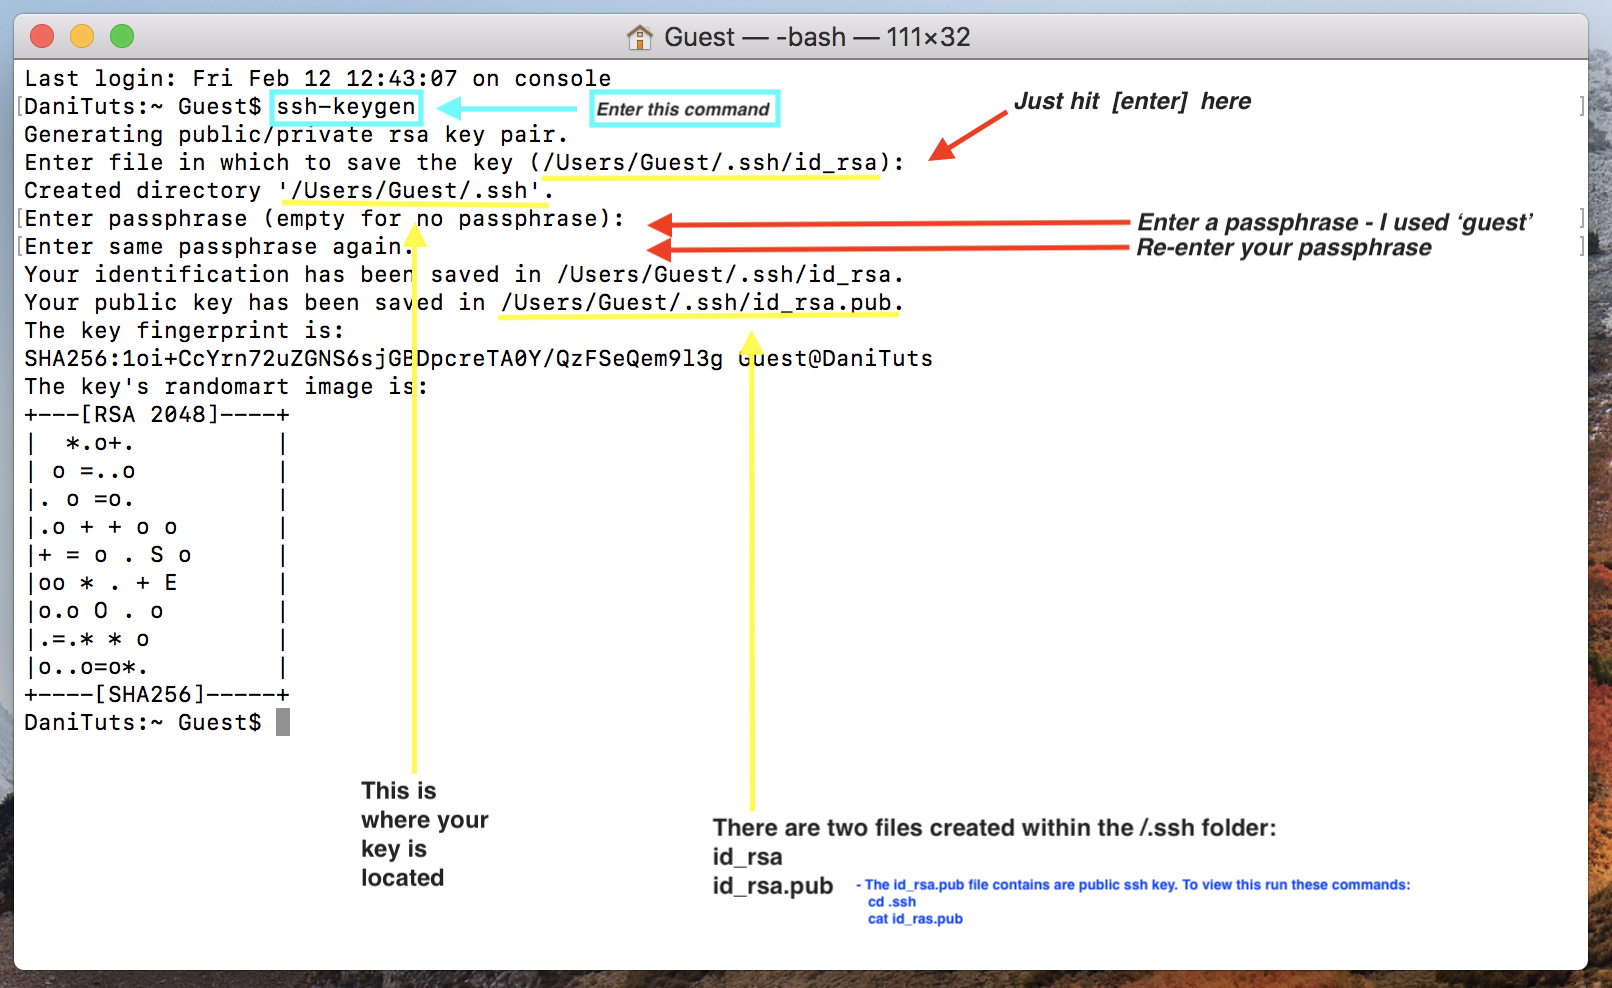 Guest — -bash — 111×32
Last login: Fri Feb 12 12:43:07 on console
[DaniTuts:~ Guest$ ssh-keygen Enter this command ]
Just hit [enter] here
Generating public/private rsa key pair.
Enter file in which to save the key (/Users/Guest/.ssh/id_rsa):
Created directory '/Users/Guest/.ssh'.
[Enter passphrase (empty for no passphrase): ]
Enter a passphrase - I used ‘guest’
[Enter same passphrase again. ]
Re-enter your passphrase
Your identification has been saved in /Users/Guest/.ssh/id_rsa.
Your public key has been saved in /Users/Guest/.ssh/id_rsa.pub.
The key fingerprint is:
SHA256:1oi+CcYrn72uZGNS6sjGBDpcreTA0Y/QzFSeQem9l3g Guest@DaniTuts
The key's randomart image is:
+---[RSA 2048]----+
|  *.o+.          |
| o =..o          |
|. o =o.          |
|.o + + o o       |
|+ = o . S o      |
|oo * . + E       |
|o.o O . o        |
|.=.* * o         |
|o..o=o*.         |
+----[SHA256]-----+
DaniTuts:~ Guest$
This is
where your
key is
located
There are two files created within the /.ssh folder:
id_rsa
id_rsa.pub - The id_rsa.pub file contains are public ssh key. To view this run these commands:
cd .ssh
cat id_ras.pub